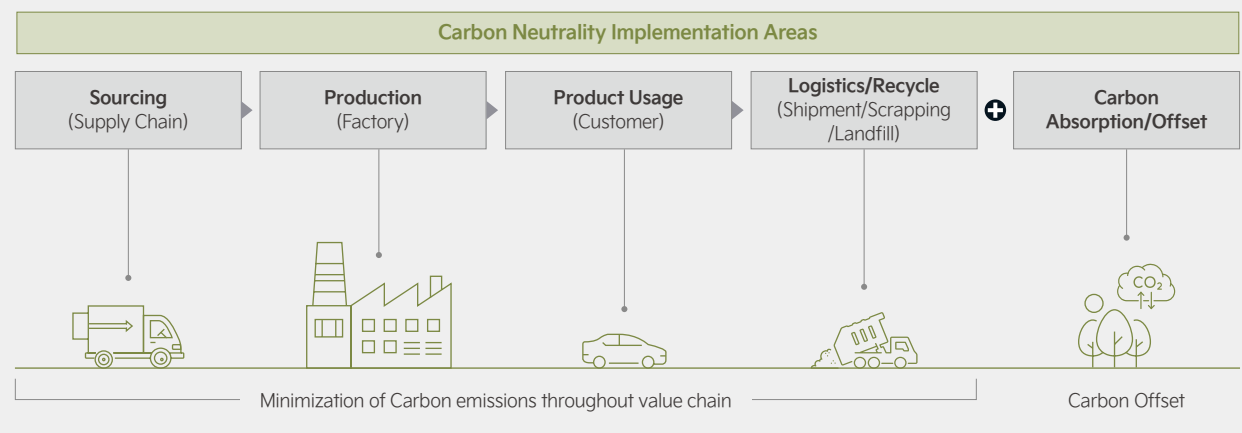 Carbon Neutrality Implementation Areas
Sourcing
(Supply Chain)
Production
(Factory)
Product Usage
(Customer)
Logistics/Recycle
(Shipment/Scrapping
/Landfill)
Carbon
Absorption/Offset
CO₂
Minimization of Carbon emissions throughout value chain
Carbon Offset